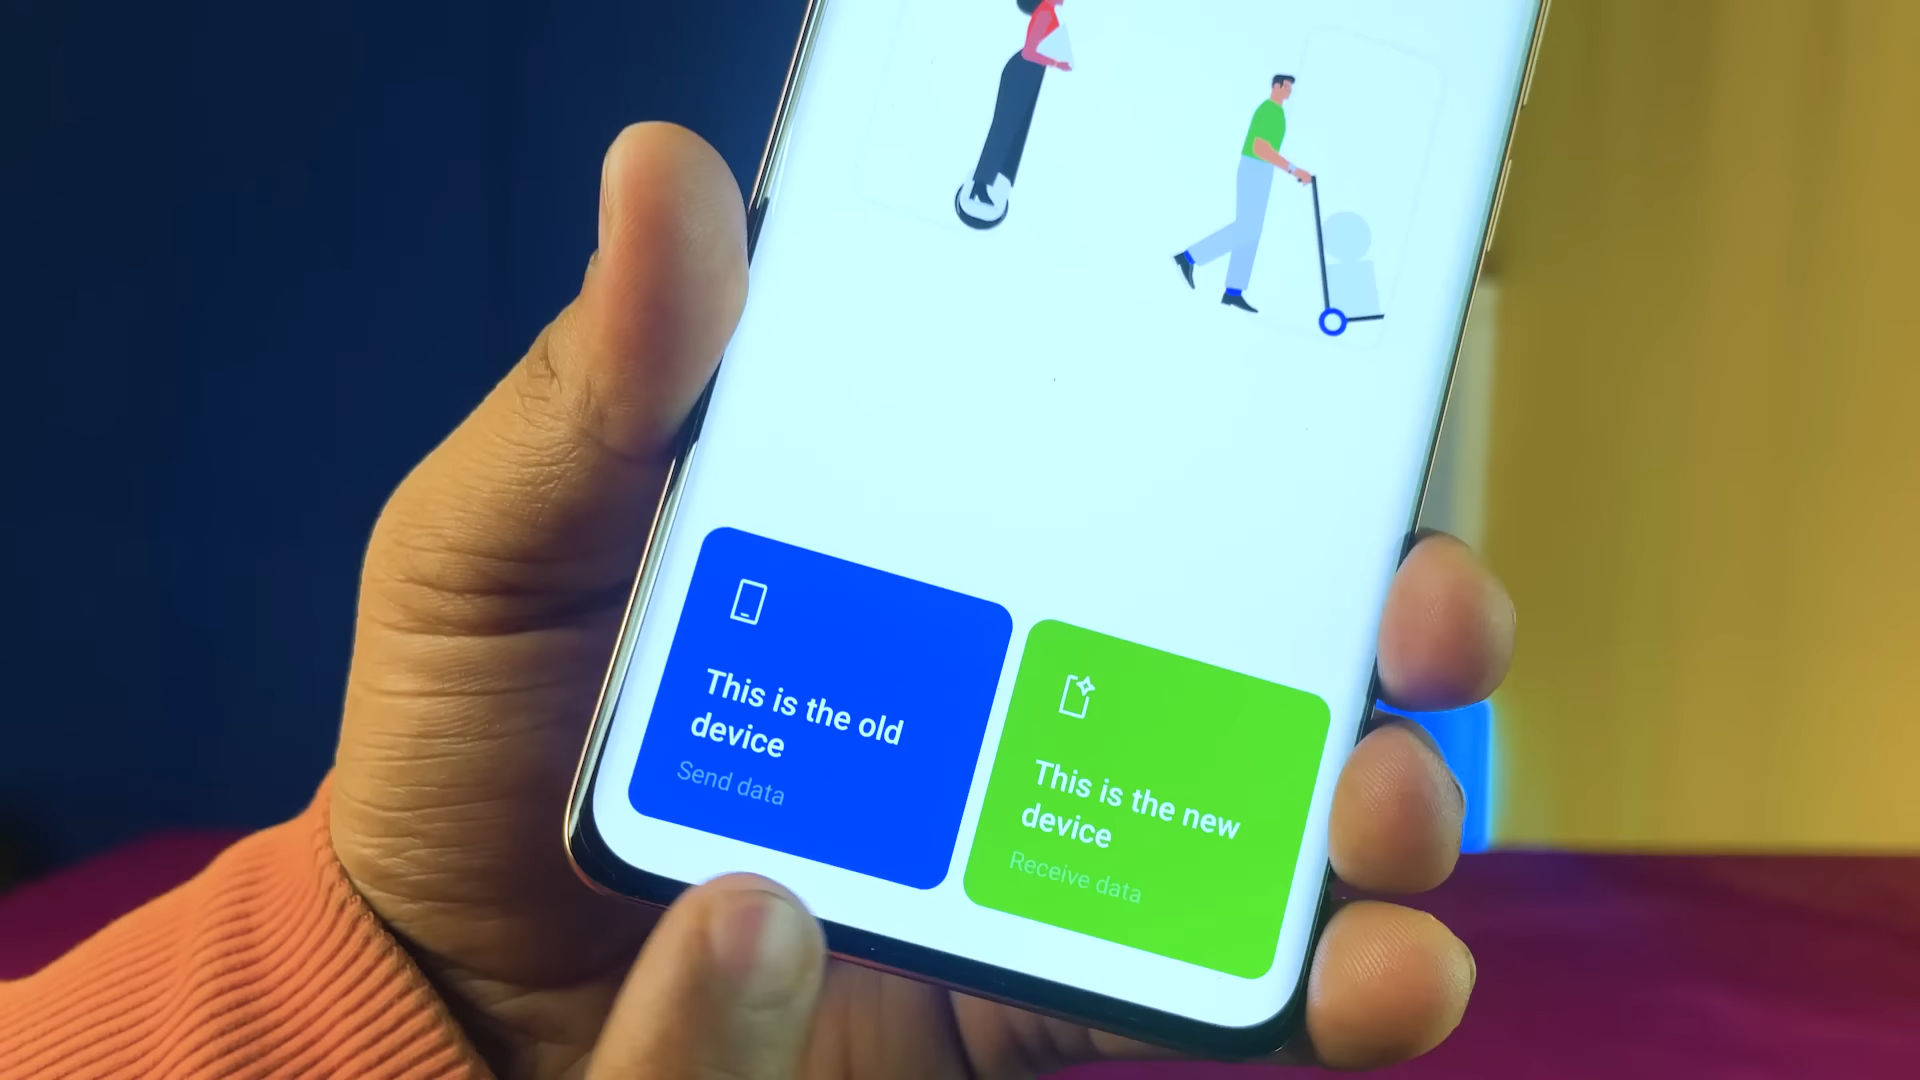 This is the old
device
Send data
This is the new
device
Receive data